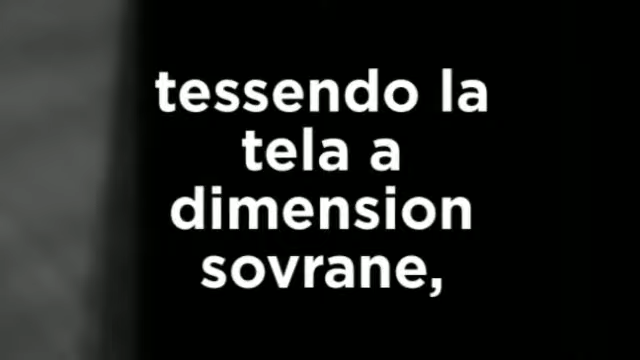 tessendo la
tela a
dimension
sovrane,